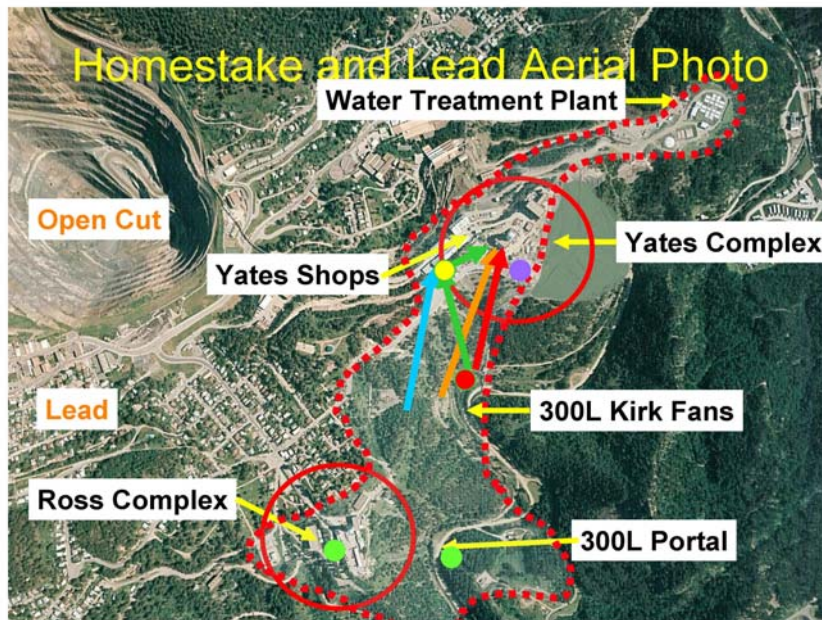 Homestake and Lead Aerial Photo
Water Treatment Plant
Open Cut
Yates Shops
Yates Complex
Lead
300L Kirk Fans
Ross Complex
300L Portal